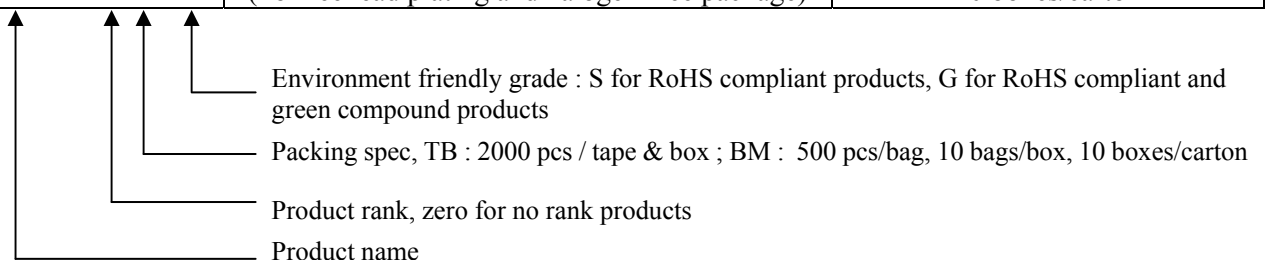 Environment friendly grade : S for RoHS compliant products, G for RoHS compliant and
green compound products
Packing spec, TB : 2000 pcs / tape & box ; BM : 500 pcs/bag, 10 bags/box, 10 boxes/carton
Product rank, zero for no rank products
Product name